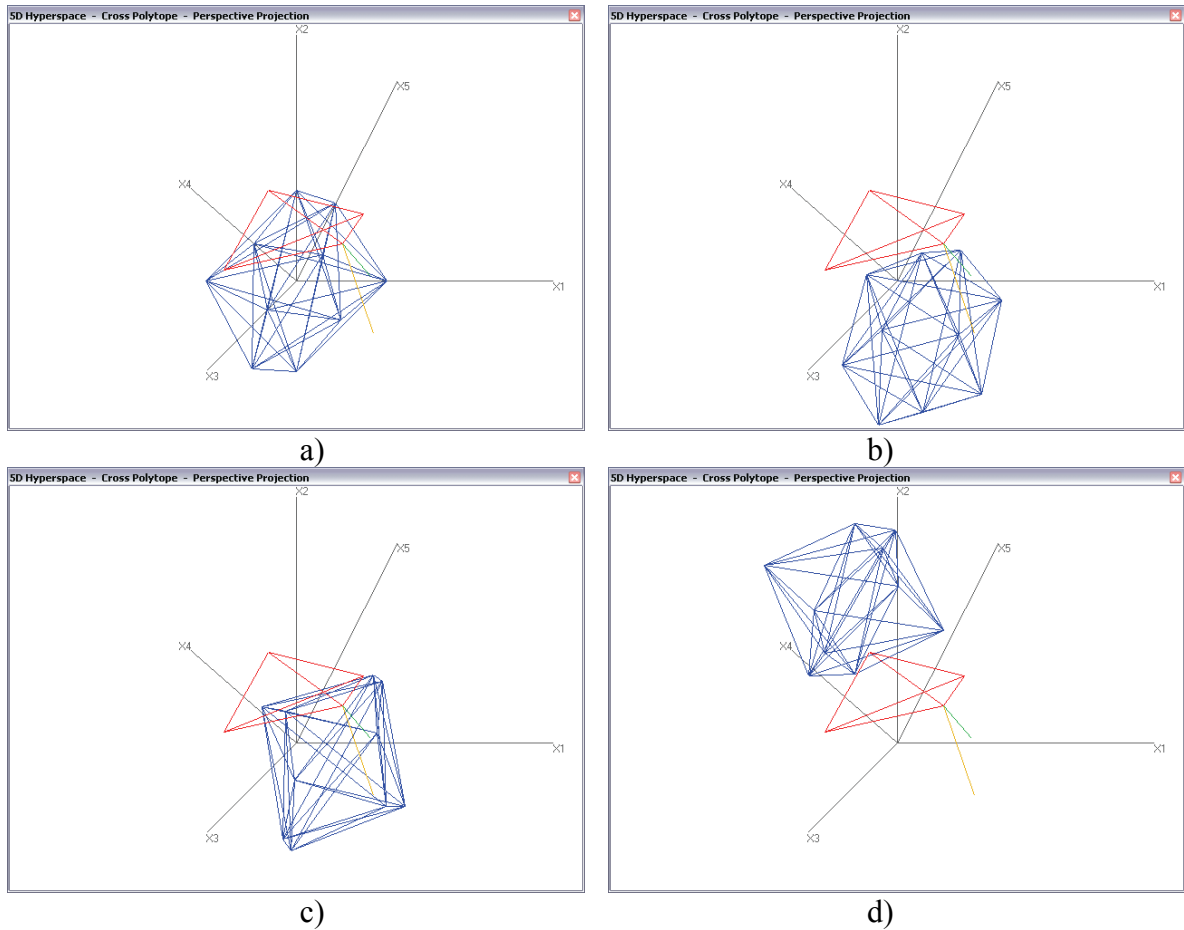 5D Hyperspace - Cross Polytope - Perspective Projection
X2
X5
X4
X1
X3
a)
5D Hyperspace - Cross Polytope - Perspective Projection
X2
X5
X4
X1
X3
b)
5D Hyperspace - Cross Polytope - Perspective Projection
X2
X5
X4
X1
X3
c)
5D Hyperspace - Cross Polytope - Perspective Projection
X2
X5
X4
X1
X3
d)